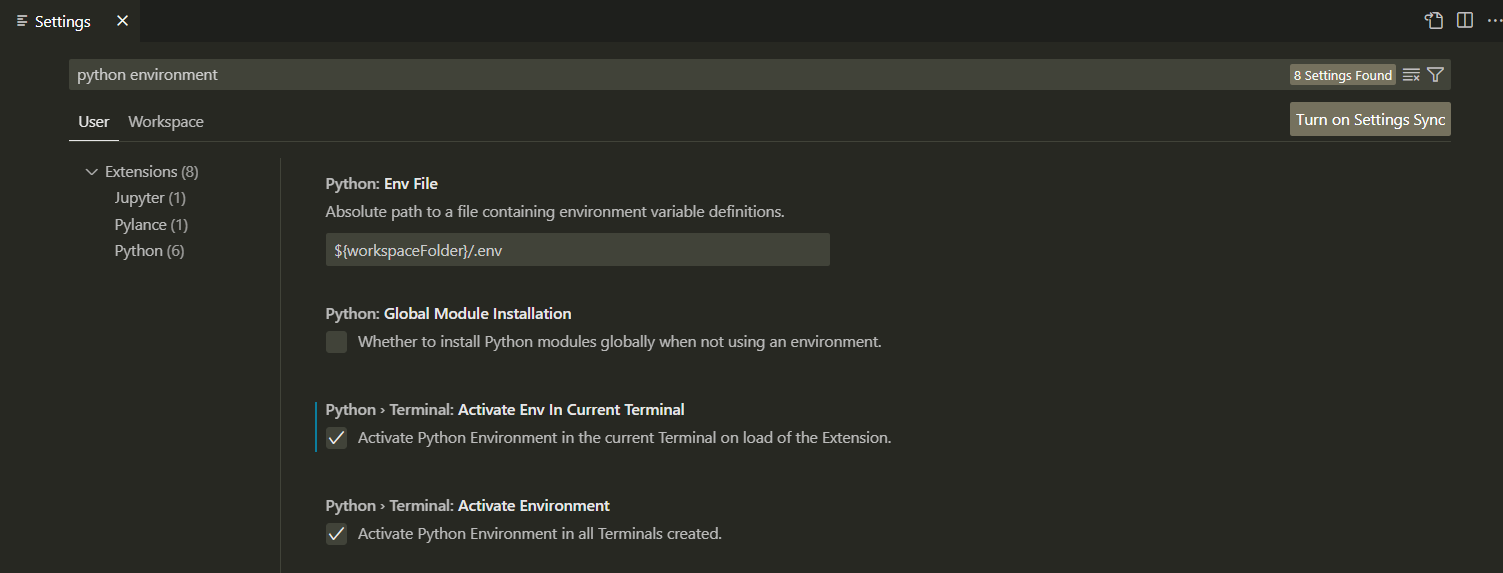 Settings
python environment
8 Settings Found
User Workspace
Turn on Settings Sync
Extensions (8)
Jupyter (1)
Pylance (1)
Python (6)
Python: Env File
Absolute path to a file containing environment variable definitions.
${workspaceFolder}/.env
Python: Global Module Installation
Whether to install Python modules globally when not using an environment.
Python › Terminal: Activate Env In Current Terminal
Activate Python Environment in the current Terminal on load of the Extension.
Python › Terminal: Activate Environment
Activate Python Environment in all Terminals created.